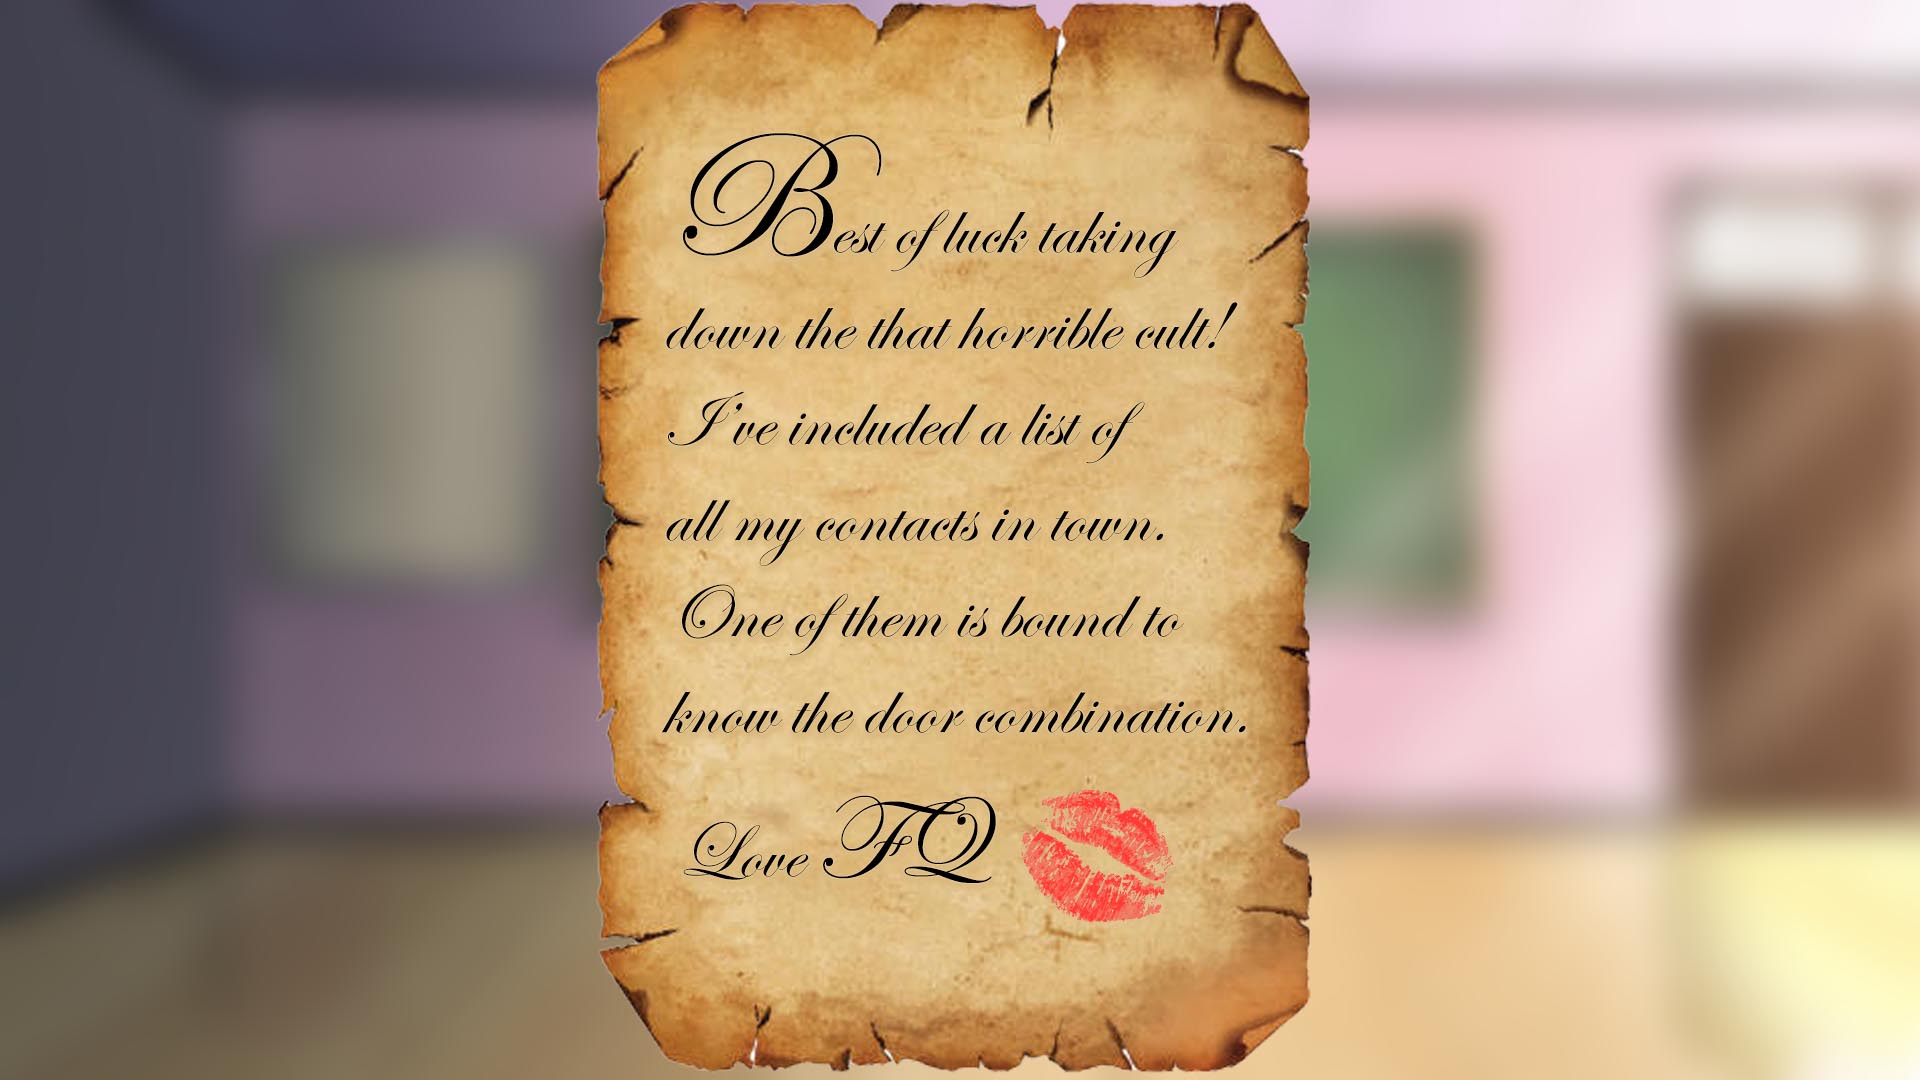 Best of luck taking
down the that horrible cult!
I've included a list of
all my contacts in town.
One of them is bound to
know the door combination.
Love FQ